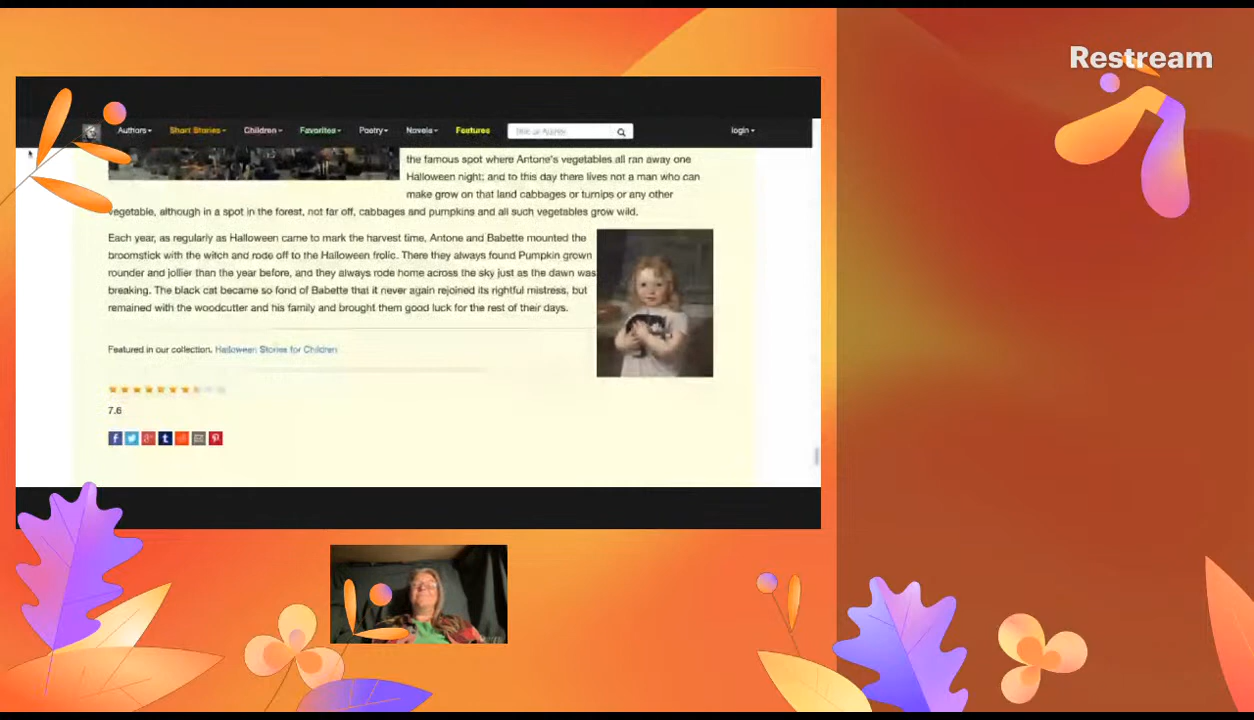 Restream
Authors Short Stories Children Favorites Poetry Novels Features Title or Author login
the famous spot where Antone's vegetables all ran away one
Halloween night; and to this day there lives not a man who can
make grow on that land cabbages or turnips or any other
vegetable, although in a spot in the forest, not far off, cabbages and pumpkins and all such vegetables grow wild.
Each year, as regularly as Halloween came to mark the harvest time, Antone and Babette mounted the
broomstick with the witch and rode off to the Halloween frolic. There they always found Pumpkin grown
rounder and jollier than the year before, and they always rode home across the sky just as the dawn was
breaking. The black cat became so fond of Babette that it never again rejoined its rightful mistress, but
remained with the woodcutter and his family and brought them good luck for the rest of their days.
Featured in our collection, Halloween Stories for Children
7.6